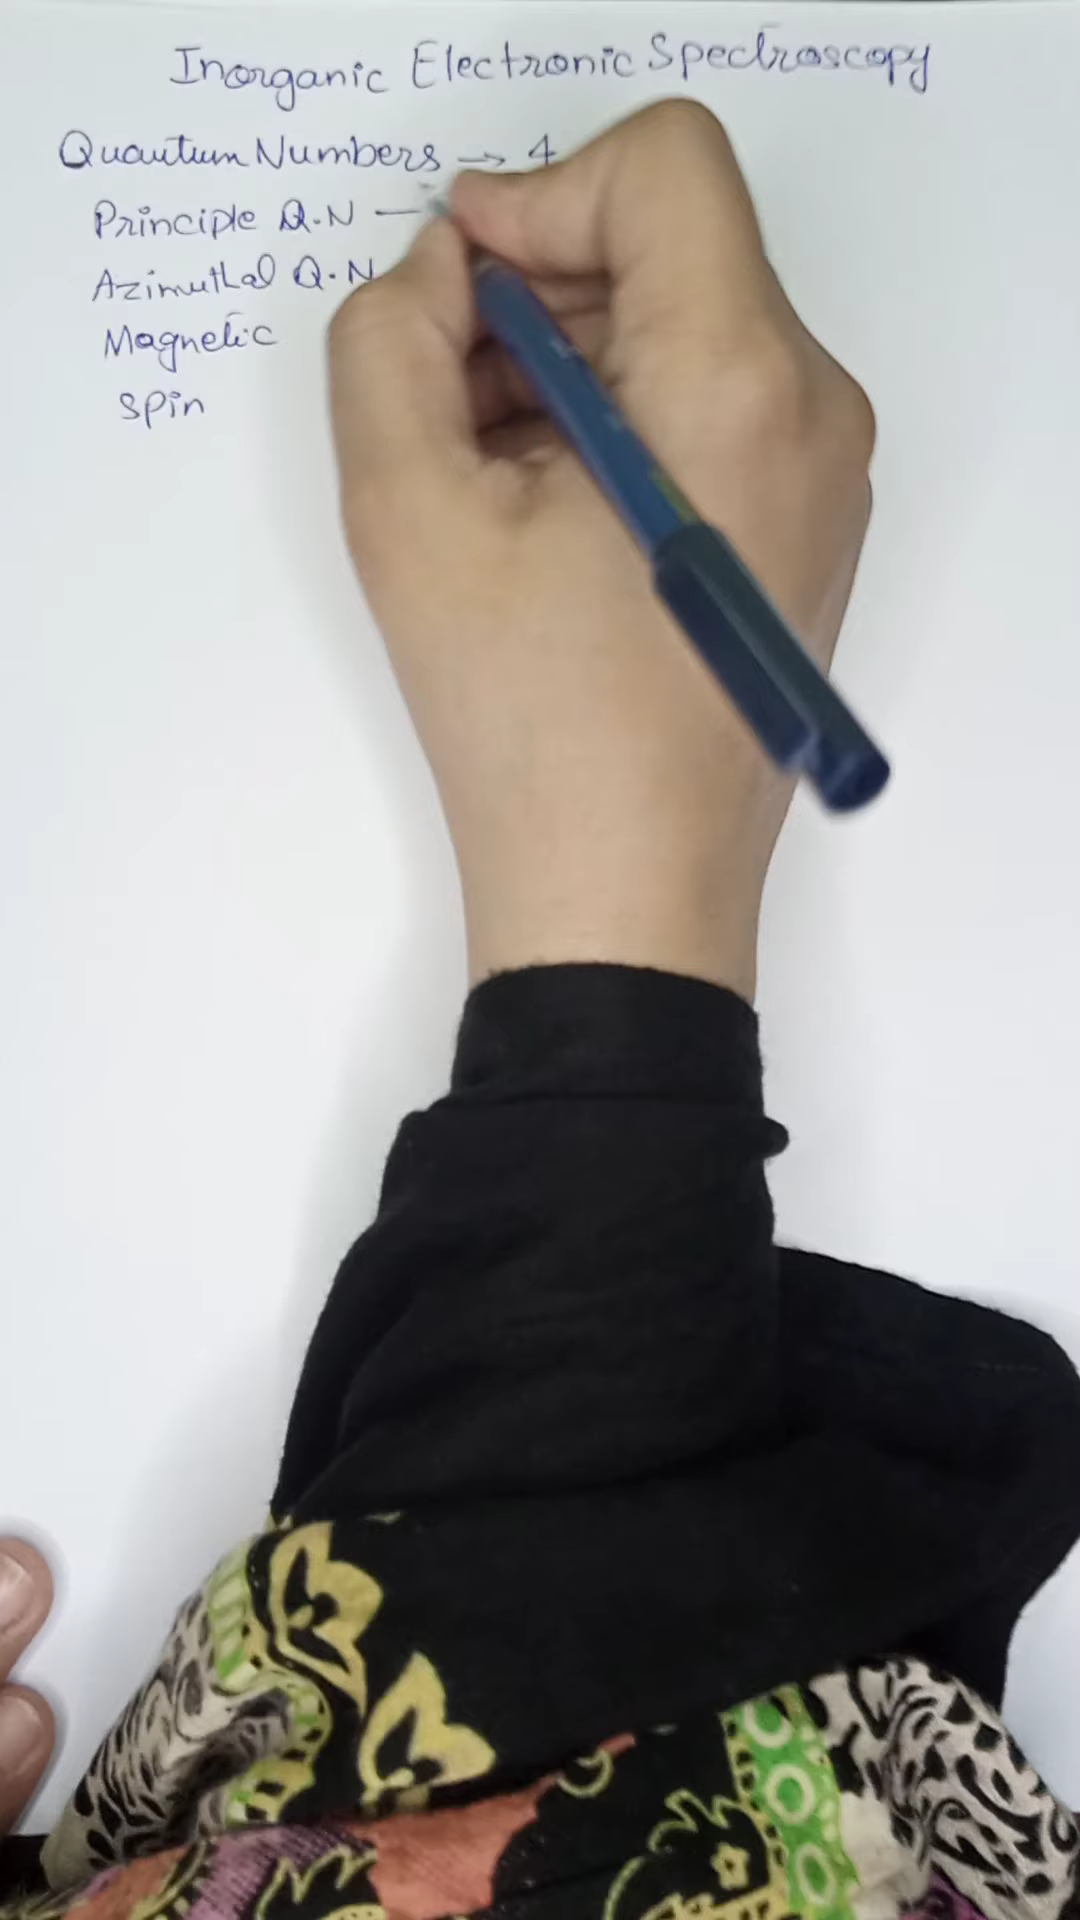 Inorganic Electronic Spectroscopy
Quantum Numbers → 4
Principle Q.N —
Azimuthal Q.N
Magnetic
Spin